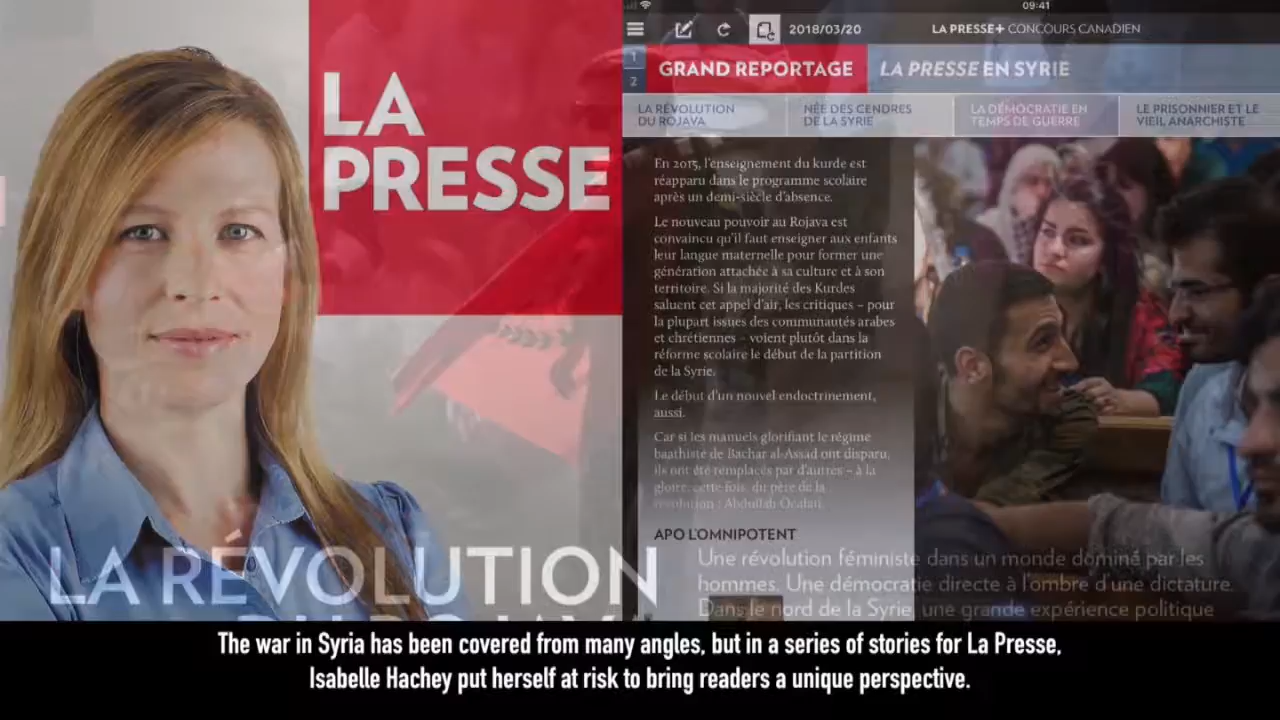 LA
PRESSE
09:41
2018/03/20
LA PRESSE+ CONCOURS CANADIEN
1
2
GRAND REPORTAGE
LA PRESSE EN SYRIE
LA RÉVOLUTION
DU ROJAVA
NÉE DES CENDRES
DE LA SYRIE
LA DÉMOCRATIE EN
TEMPS DE GUERRE
LE PRISONNIER ET LE
VIEIL ANARCHISTE
En 2015, l'enseignement du kurde est
réapparu dans le programme scolaire
après un demi-siècle d'absence.
Le nouveau pouvoir au Rojava est
convaincu qu'il faut enseigner aux enfants
leur langue maternelle pour former une
génération attachée à sa culture et à son
territoire. Si la majorité des Kurdes
saluent cet appel d'air, les critiques – pour
la plupart issues des communautés arabes
et chrétiennes – voient plutôt dans la
réforme scolaire le début de la partition
de la Syrie.
Le début d'un nouvel endoctrinement,
aussi.
Car si les manuels glorifiant le régime
baathiste de Bachar al-Assad ont disparu,
ils ont été remplacés par d'autres – à la
gloire, cette fois, du père de la
révolution : Abdullah Öcalan.
APO L'OMNIPOTENT
LA RÉVOLUTION
DU ROJAVA
Une révolution féministe dans un monde dominé par les
hommes. Une démocratie directe à l'ombre d'une dictature.
Dans le nord de la Syrie, une grande expérience politique
The war in Syria has been covered from many angles, but in a series of stories for La Presse,
Isabelle Hachey put herself at risk to bring readers a unique perspective.